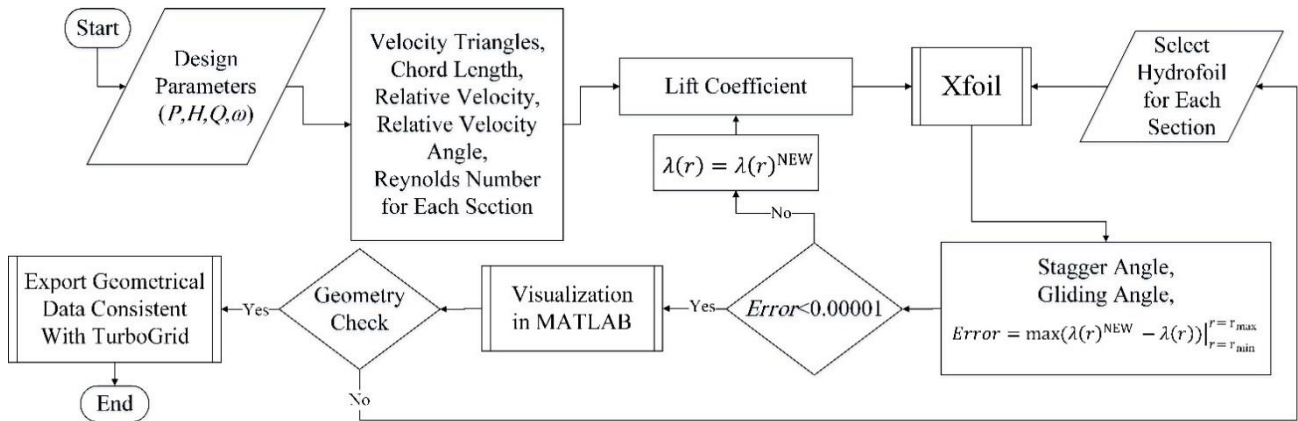 Start
Design
Parameters
(P,H,Q,ω)
Velocity Triangles,
Chord Length,
Relative Velocity,
Relative Velocity
Angle,
Reynolds Number
for Each Section
Lift Coefficient
Xfoil
Select
Hydrofoil
for Each
Section
λ(r) = λ(r)^NEW
No
Stagger Angle,
Gliding Angle,
Error = max(λ(r)^NEW − λ(r))|_{r=r_min}^{r=r_max}
Error<0.00001
Yes
Visualization
in MATLAB
Geometry
Check
Yes
Export Geometrical
Data Consistent
With TurboGrid
No
End